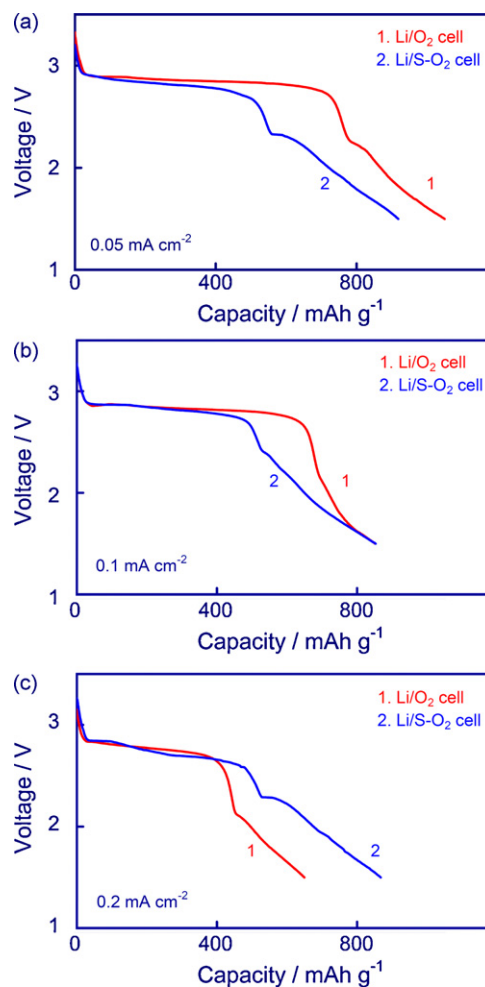 (a)
1. Li/O₂ cell
2. Li/S-O₂ cell
3
2
1
Voltage / V
2
1
0.05 mA cm⁻²
0
400
800
Capacity / mAh g⁻¹
(b)
1. Li/O₂ cell
2. Li/S-O₂ cell
3
2
1
Voltage / V
1
2
0.1 mA cm⁻²
0
400
800
Capacity / mAh g⁻¹
(c)
1. Li/O₂ cell
2. Li/S-O₂ cell
3
2
1
Voltage / V
1
2
0.2 mA cm⁻²
0
400
800
Capacity / mAh g⁻¹